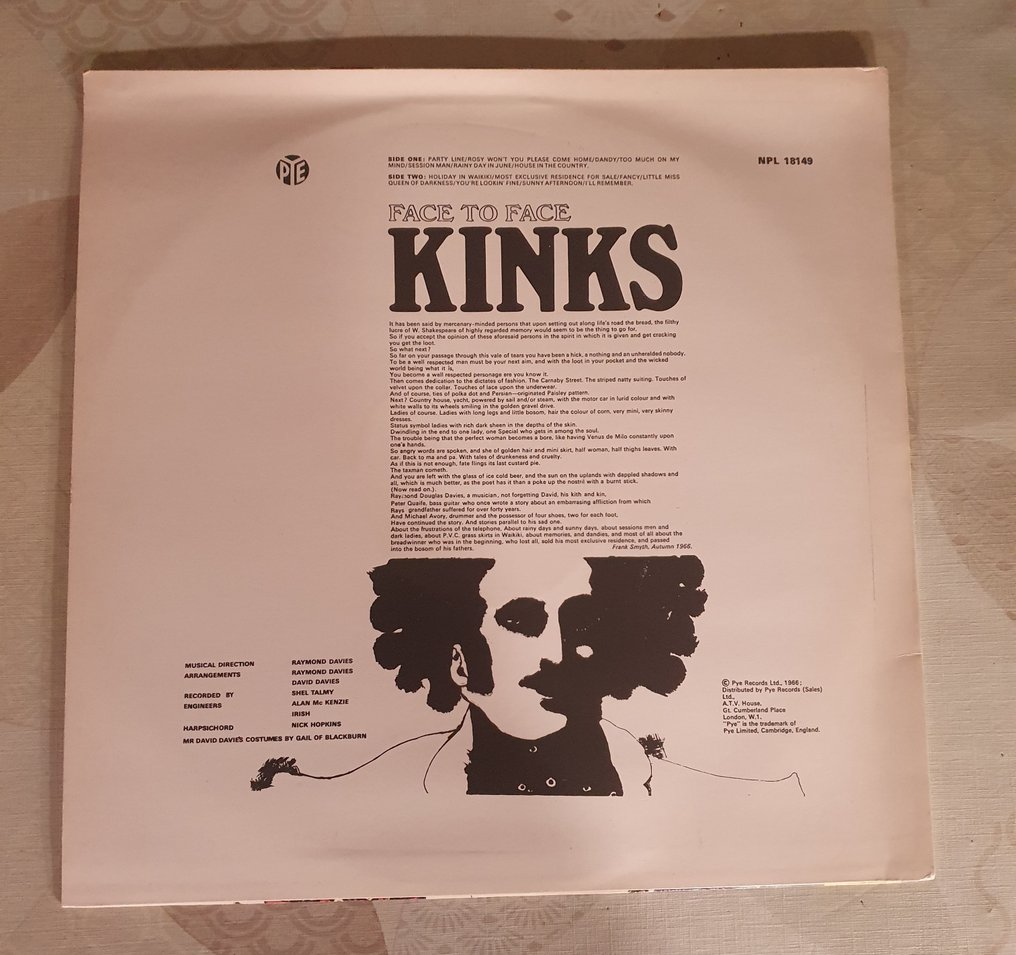 PYE
SIDE ONE: PARTY LINE/ROSY WON'T YOU PLEASE COME HOME/DANDY/TOO MUCH ON MY
MIND/SESSION MAN/RAINY DAY IN JUNE/HOUSE IN THE COUNTRY.
SIDE TWO: HOLIDAY IN WAIKIKI/MOST EXCLUSIVE RESIDENCE FOR SALE/FANCY/LITTLE MISS
QUEEN OF DARKNESS/YOU'RE LOOKIN' FINE/SUNNY AFTERNOON/I'LL REMEMBER.
NPL 18149
FACE TO FACE
KINKS
It has been said by mercenary-minded persons that upon setting out along life's road the bread, the filthy
lucre of W. Shakespeare of highly regarded memory would seem to be the thing to go for.
So if you accept the opinion of these aforesaid persons in the spirit in which it is given and get cracking
you get the loot.
So what next?
So far on your passage through this vale of tears you have been a hick, a nothing and an unheralded nobody.
To be a well respected man must be your next aim, and with the loot in your pocket and the wicked
world being what it is,
You become a well respected personage ere you know it.
Then comes dedication to the dictates of fashion. The Carnaby Street. The striped natty suiting. Touches of
velvet upon the collar. Touches of lace upon the underwear.
And of course, ties of polka dot and Persian—originated Paisley pattern.
Next? Country house, yacht, powered by sail and/or steam, with the motor car in lurid colour and with
white walls to its wheels smiling in the golden gravel drive.
Ladies of course. Ladies with long legs and little bosom, hair the colour of corn, very mini, very skinny
dresses.
Status symbol ladies with rich dark sheen in the depths of the skin.
Dwindling in the end to one lady, one Special who gets in among the soul.
The trouble being that the perfect woman becomes a bore, like having Venus de Milo constantly upon
one's hands.
So angry words are spoken, and she of golden hair and mini skirt, half woman, half thighs leaves. With
car. Back to ma and pa. With tales of drunkeness and cruelty.
As if this is not enough, fate flings its last custard pie.
The taxman cometh.
And you are left with the glass of ice cold beer, and the sun on the uplands with dappled shadows and
all, which is much better, as the poet has it than a poke up the nostril with a burnt stick.
(Now read on.)
Raymond Douglas Davies, a musician, not forgetting David, his kith and kin,
Peter Quaife, bass guitar who once wrote a story about an embarrasing affliction from which
Rays grandfather suffered for over forty years.
And Michael Avory, drummer and the possessor of four shoes, two for each foot,
Have continued the story. And stories parallel to his sad one.
About the frustrations of the telephone. About rainy days and sunny days, about sessions men and
dark ladies, about P.V.C. grass skirts in Waikiki, about memories, and dandies, and most of all about the
breadwinner who was in the beginning, who lost all, sold his most exclusive residence, and passed
into the bosom of his fathers.
Frank Smyth, Autumn 1966.
MUSICAL DIRECTION RAYMOND DAVIES
ARRANGEMENTS RAYMOND DAVIES
DAVID DAVIES
RECORDED BY SHEL TALMY
ENGINEERS ALAN Mc KENZIE
IRISH
HARPSICHORD NICK HOPKINS
MR DAVID DAVIE'S COSTUMES BY GAIL OF BLACKBURN
© Pye Records Ltd., 1966;
Distributed by Pye Records (Sales)
Ltd.,
A.T.V. House,
Gt. Cumberland Place
London, W.1.
"Pye" is the trademark of
Pye Limited, Cambridge, England.